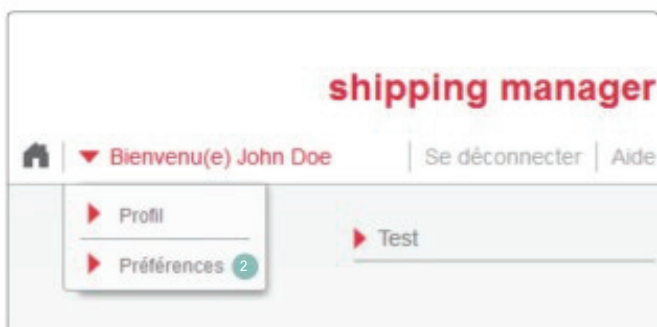 shipping manager
Bienvenu(e) John Doe Se déconnecter Aide
Profil
Test
Préférences 2